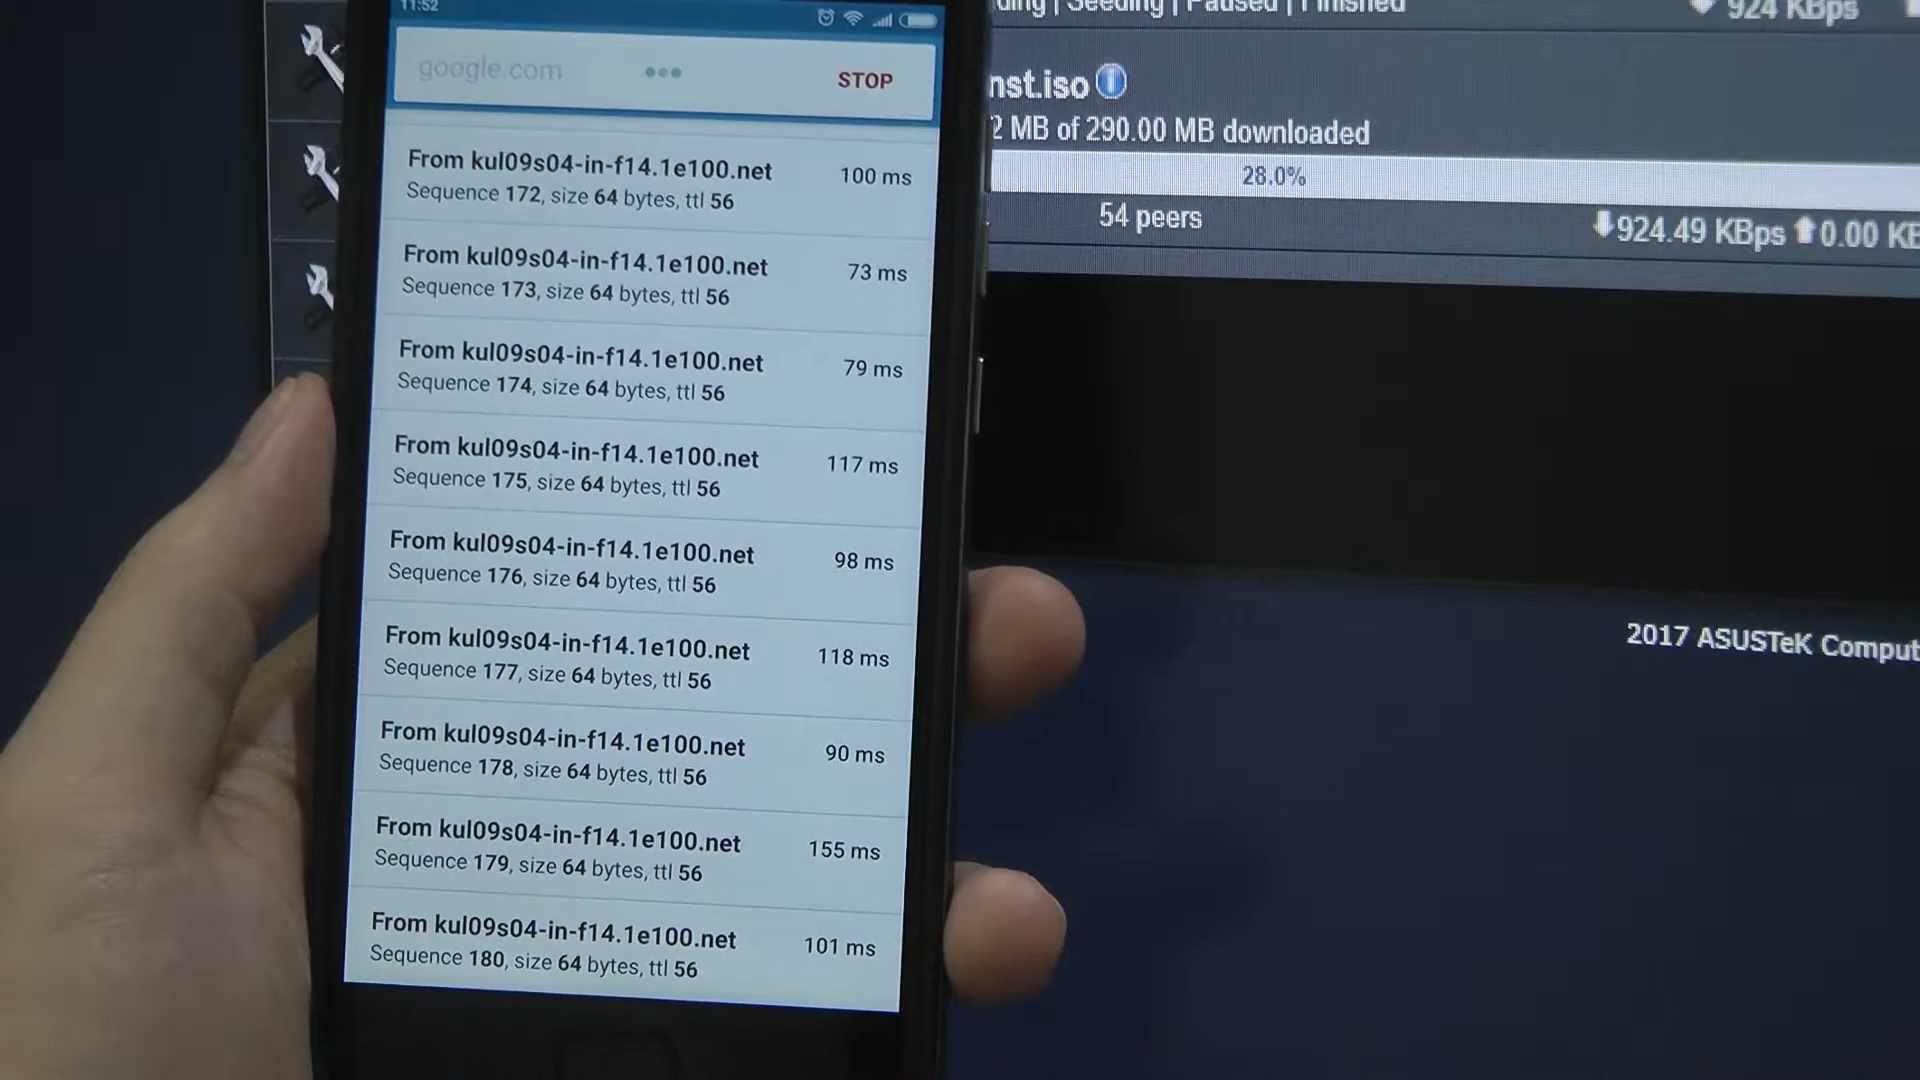 11:52
google.com
STOP
From kul09s04-in-f14.1e100.net 100 ms
Sequence 172, size 64 bytes, ttl 56
From kul09s04-in-f14.1e100.net 73 ms
Sequence 173, size 64 bytes, ttl 56
From kul09s04-in-f14.1e100.net 79 ms
Sequence 174, size 64 bytes, ttl 56
From kul09s04-in-f14.1e100.net 117 ms
Sequence 175, size 64 bytes, ttl 56
From kul09s04-in-f14.1e100.net 98 ms
Sequence 176, size 64 bytes, ttl 56
From kul09s04-in-f14.1e100.net 118 ms
Sequence 177, size 64 bytes, ttl 56
From kul09s04-in-f14.1e100.net 90 ms
Sequence 178, size 64 bytes, ttl 56
From kul09s04-in-f14.1e100.net 155 ms
Sequence 179, size 64 bytes, ttl 56
From kul09s04-in-f14.1e100.net 101 ms
Sequence 180, size 64 bytes, ttl 56
| Seeding | Paused | Finished
924 KBps
nst.iso
2 MB of 290.00 MB downloaded
28.0%
54 peers
924.49 KBps 0.00 KB
2017 ASUSTeK Comput